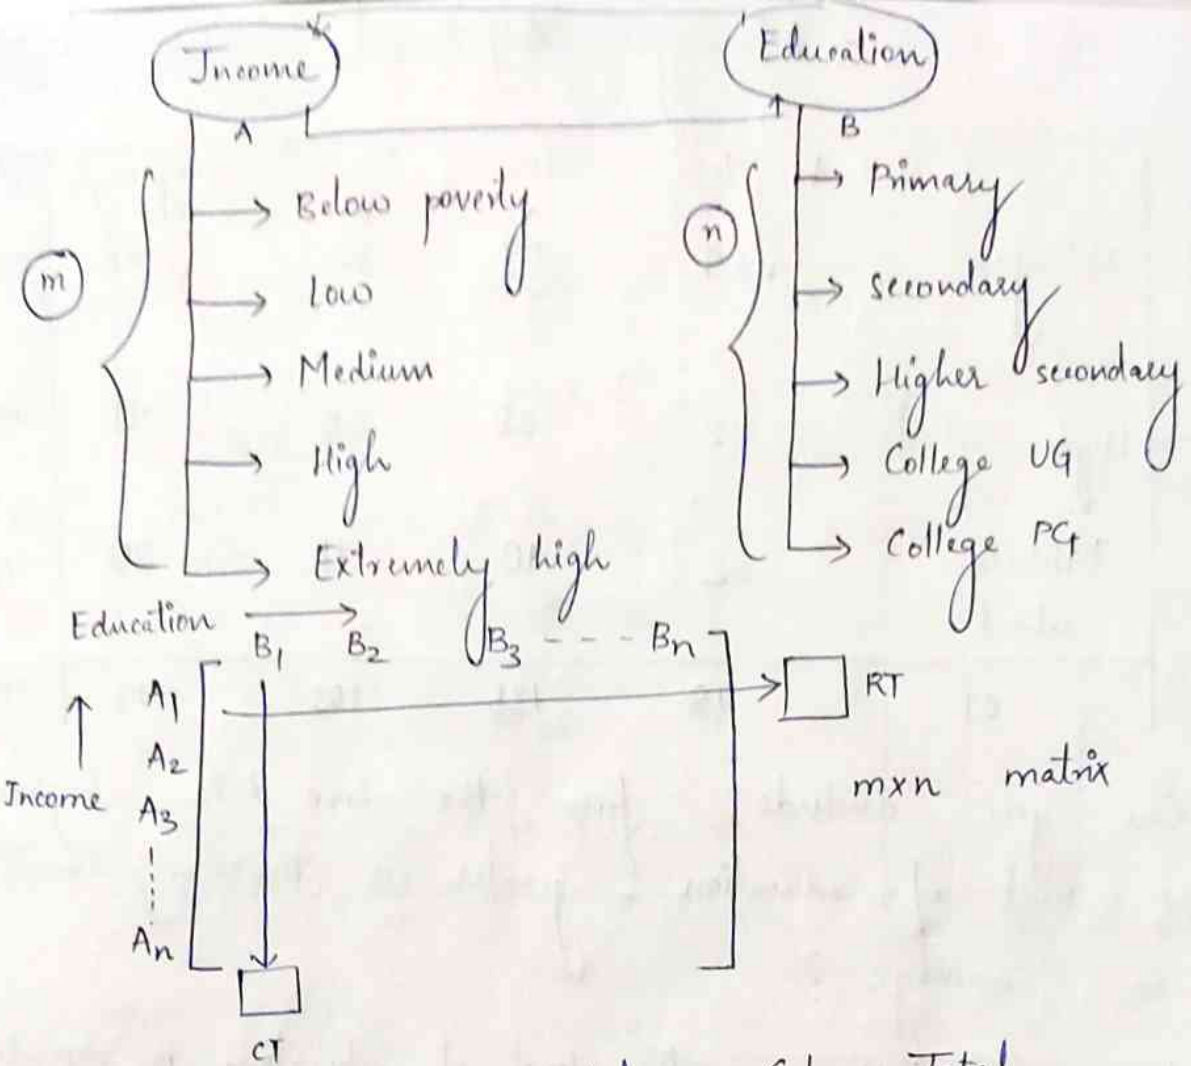 Income Education
A B
m n
Below poverty
Low
Medium
High
Extremely high
Primary
secondary
Higher secondary
College UG
College PG
Education
B1 B2 B3 --- Bn
Income
A1
A2
A3
An
RT
mxn matrix
CT